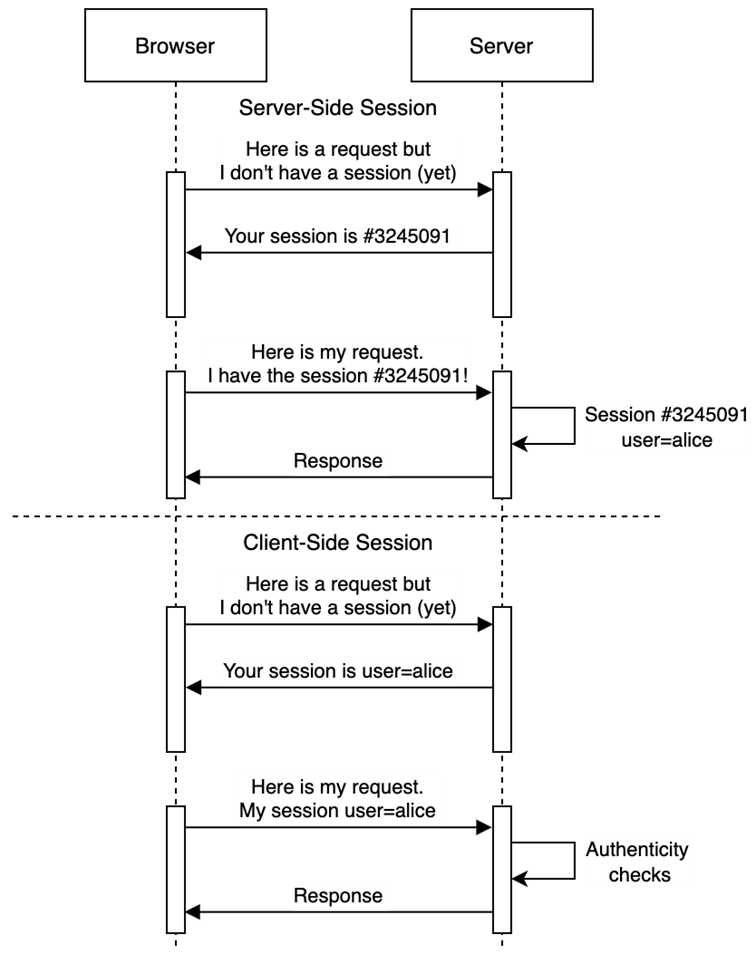 Browser
Server
Server-Side Session
Here is a request but
I don't have a session (yet)
Your session is #3245091
Here is my request.
I have the session #3245091!
Session #3245091
user=alice
Response
Client-Side Session
Here is a request but
I don't have a session (yet)
Your session is user=alice
Here is my request.
My session user=alice
Authenticity
checks
Response